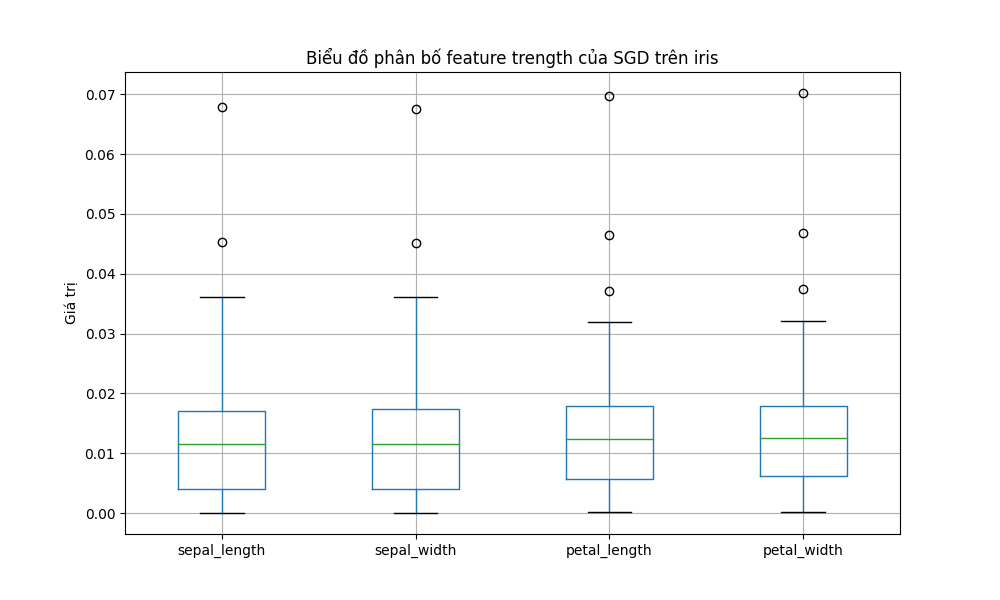 Biểu đồ phân bố feature trength của SGD trên iris
Giá trị
0.07
0.06
0.05
0.04
0.03
0.02
0.01
0.00
sepal_length
sepal_width
petal_length
petal_width